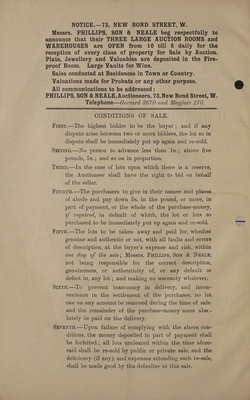 NOTICE.—73, NEW BOND STREET, W.
Messrs. PHILLIPS, SON & NEALE beg respectfully to
announce that their THREE LARGE AUCTION ROOMS and
WAREHOUSES are OPEN from 10 till 6 daily for the
reception of every class of property for Sale by Auction.
Plate, Jewellery and Valuables are deposited in the Fire-
proof Room. Large Vaults for Wine.
Sales conducted at Residences in Town or Country.
Valuations made for Probate or any other purpose.
All communications to be addressed:
PHILLIPS, SON & NEALE, Auctioneers, 73, New Bond Street, W.
Telephone—Gerrard 2670 and Mayfair 176.
CONDITIONS OF SALE.
FIRST.—The highest bidder to be the buyer; and if any
dispute arise between two or more bidders, the lot so in
dispute shall be immediately put up again and re-sold.
SECOND.—No person to advance less than 1s.; above five
pounds, 5s.; and so on in proportion.
THIRD.—In the case of lots upon which there is a reserve,
the Auctioneer shall have the right to bid on behalf
of the seller.
FOURTH.—The purchasers to give in their names and places
of abode and pay down 5s. in the pound, or more, in
part of payment, or the whole of the purchase-money,
if required, in default of which, the lot or lots so
purchased to be immediately put up again and re-sold.
FIFTH.—The lots to be taken away and paid for, whether
genuine and authentic or not, with all faults and errors
of description, at the buyer's expense and risk, within
one day of the sale; Messrs. PHILLIPS, SON & NEALE,
not being responsible for the correct description,
genuineness, or authenticity of, or any default or
defect in, any lot; and making no warranty whatever.
SIXTH.—To prevent inaccuracy in delivery, and incon-
venience in the settlement of the purchases, no lot
can on any account be removed during the time of sale
and the remainder of the purchase-money must abso-
lutely be paid on the delivery.
SEVENTH.—Upon failure of complying with the above con-
ditions, the money deposited in part of payment shall
be forfeited; all lots uncleared within the time afore-
said shall be re-sold by public or private sale, and the
deficiency (if any), and expenses attending such re-sale,
shall be made good by the defaulter at this sale.